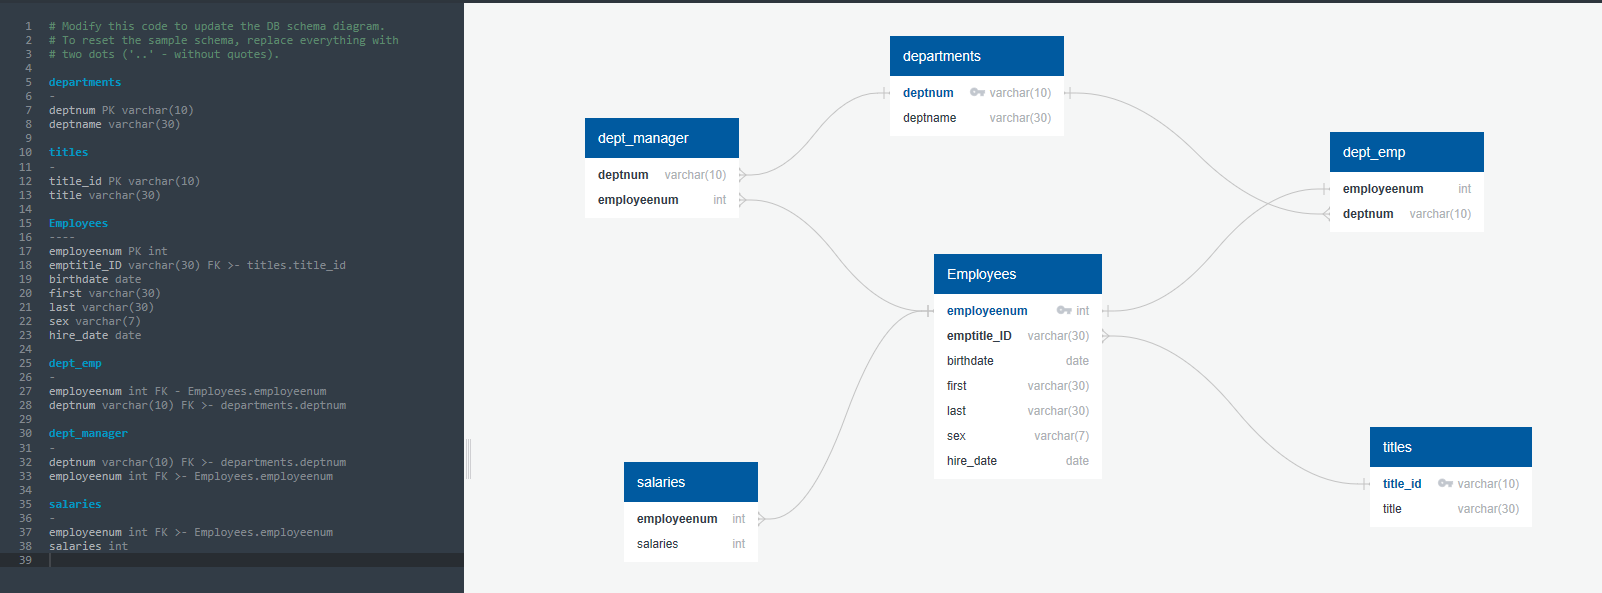 1 # Modify this code to update the DB schema diagram.
2 # To reset the sample schema, replace everything with
3 # two dots ('..' - without quotes).
4
5 departments
6 -
7 deptnum PK varchar(10)
8 deptname varchar(30)
9
10 titles
11 -
12 title_id PK varchar(10)
13 title varchar(30)
14
15 Employees
16 ----
17 employeenum PK int
18 emptitle_ID varchar(30) FK >- titles.title_id
19 birthdate date
20 first varchar(30)
21 last varchar(30)
22 sex varchar(7)
23 hire_date date
24
25 dept_emp
26 -
27 employeenum int FK - Employees.employeenum
28 deptnum varchar(10) FK >- departments.deptnum
29
30 dept_manager
31 -
32 deptnum varchar(10) FK >- departments.deptnum
33 employeenum int FK >- Employees.employeenum
34
35 salaries
36 -
37 employeenum int FK >- Employees.employeenum
38 salaries int
39
departments
deptnum varchar(10)
deptname varchar(30)
dept_manager
deptnum varchar(10)
employeenum int
dept_emp
employeenum int
deptnum varchar(10)
Employees
employeenum int
emptitle_ID varchar(30)
birthdate date
first varchar(30)
last varchar(30)
sex varchar(7)
hire_date date
titles
title_id varchar(10)
title varchar(30)
salaries
employeenum int
salaries int